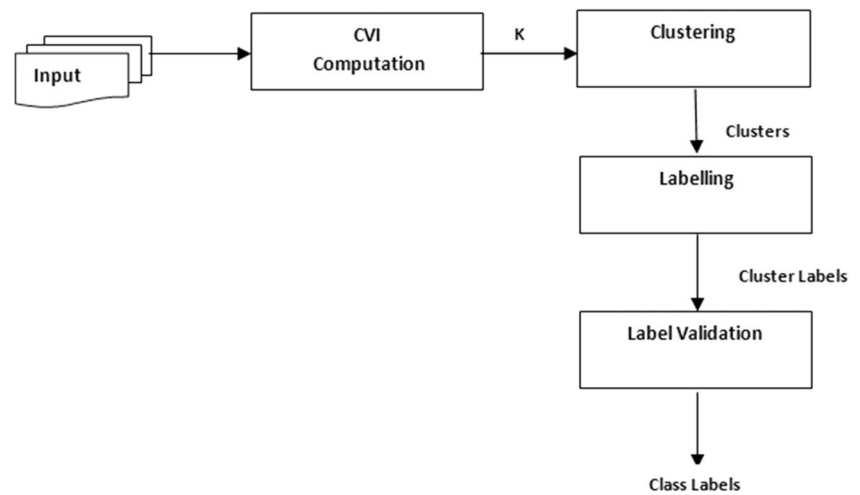 Input
CVI
Computation
K
Clustering
Clusters
Labelling
Cluster Labels
Label Validation
Class Labels